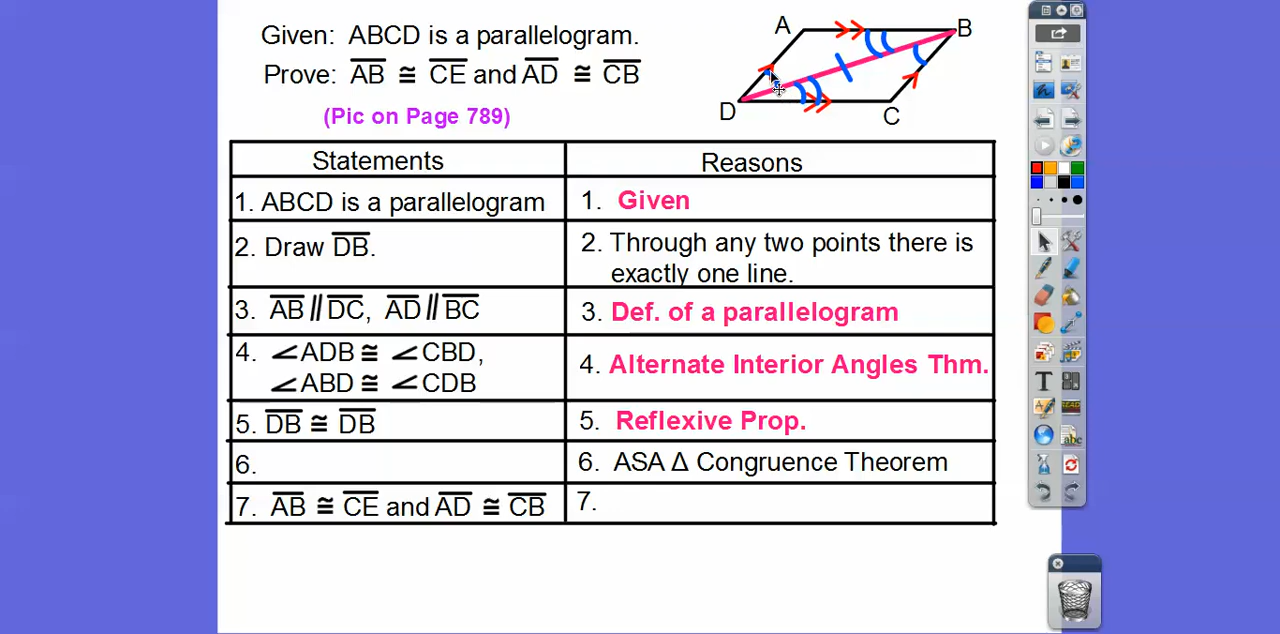 Given: ABCD is a parallelogram.
Prove: AB ≅ CE and AD ≅ CB
(Pic on Page 789)
A
B
D
C
Statements
Reasons
1. ABCD is a parallelogram
1. Given
2. Draw DB.
2. Through any two points there is
exactly one line.
3. AB // DC, AD // BC
3. Def. of a parallelogram
4. ∠ADB ≅ ∠CBD,
∠ABD ≅ ∠CDB
4. Alternate Interior Angles Thm.
5. DB ≅ DB
5. Reflexive Prop.
6.
6. ASA Δ Congruence Theorem
7. AB ≅ CE and AD ≅ CB
7.